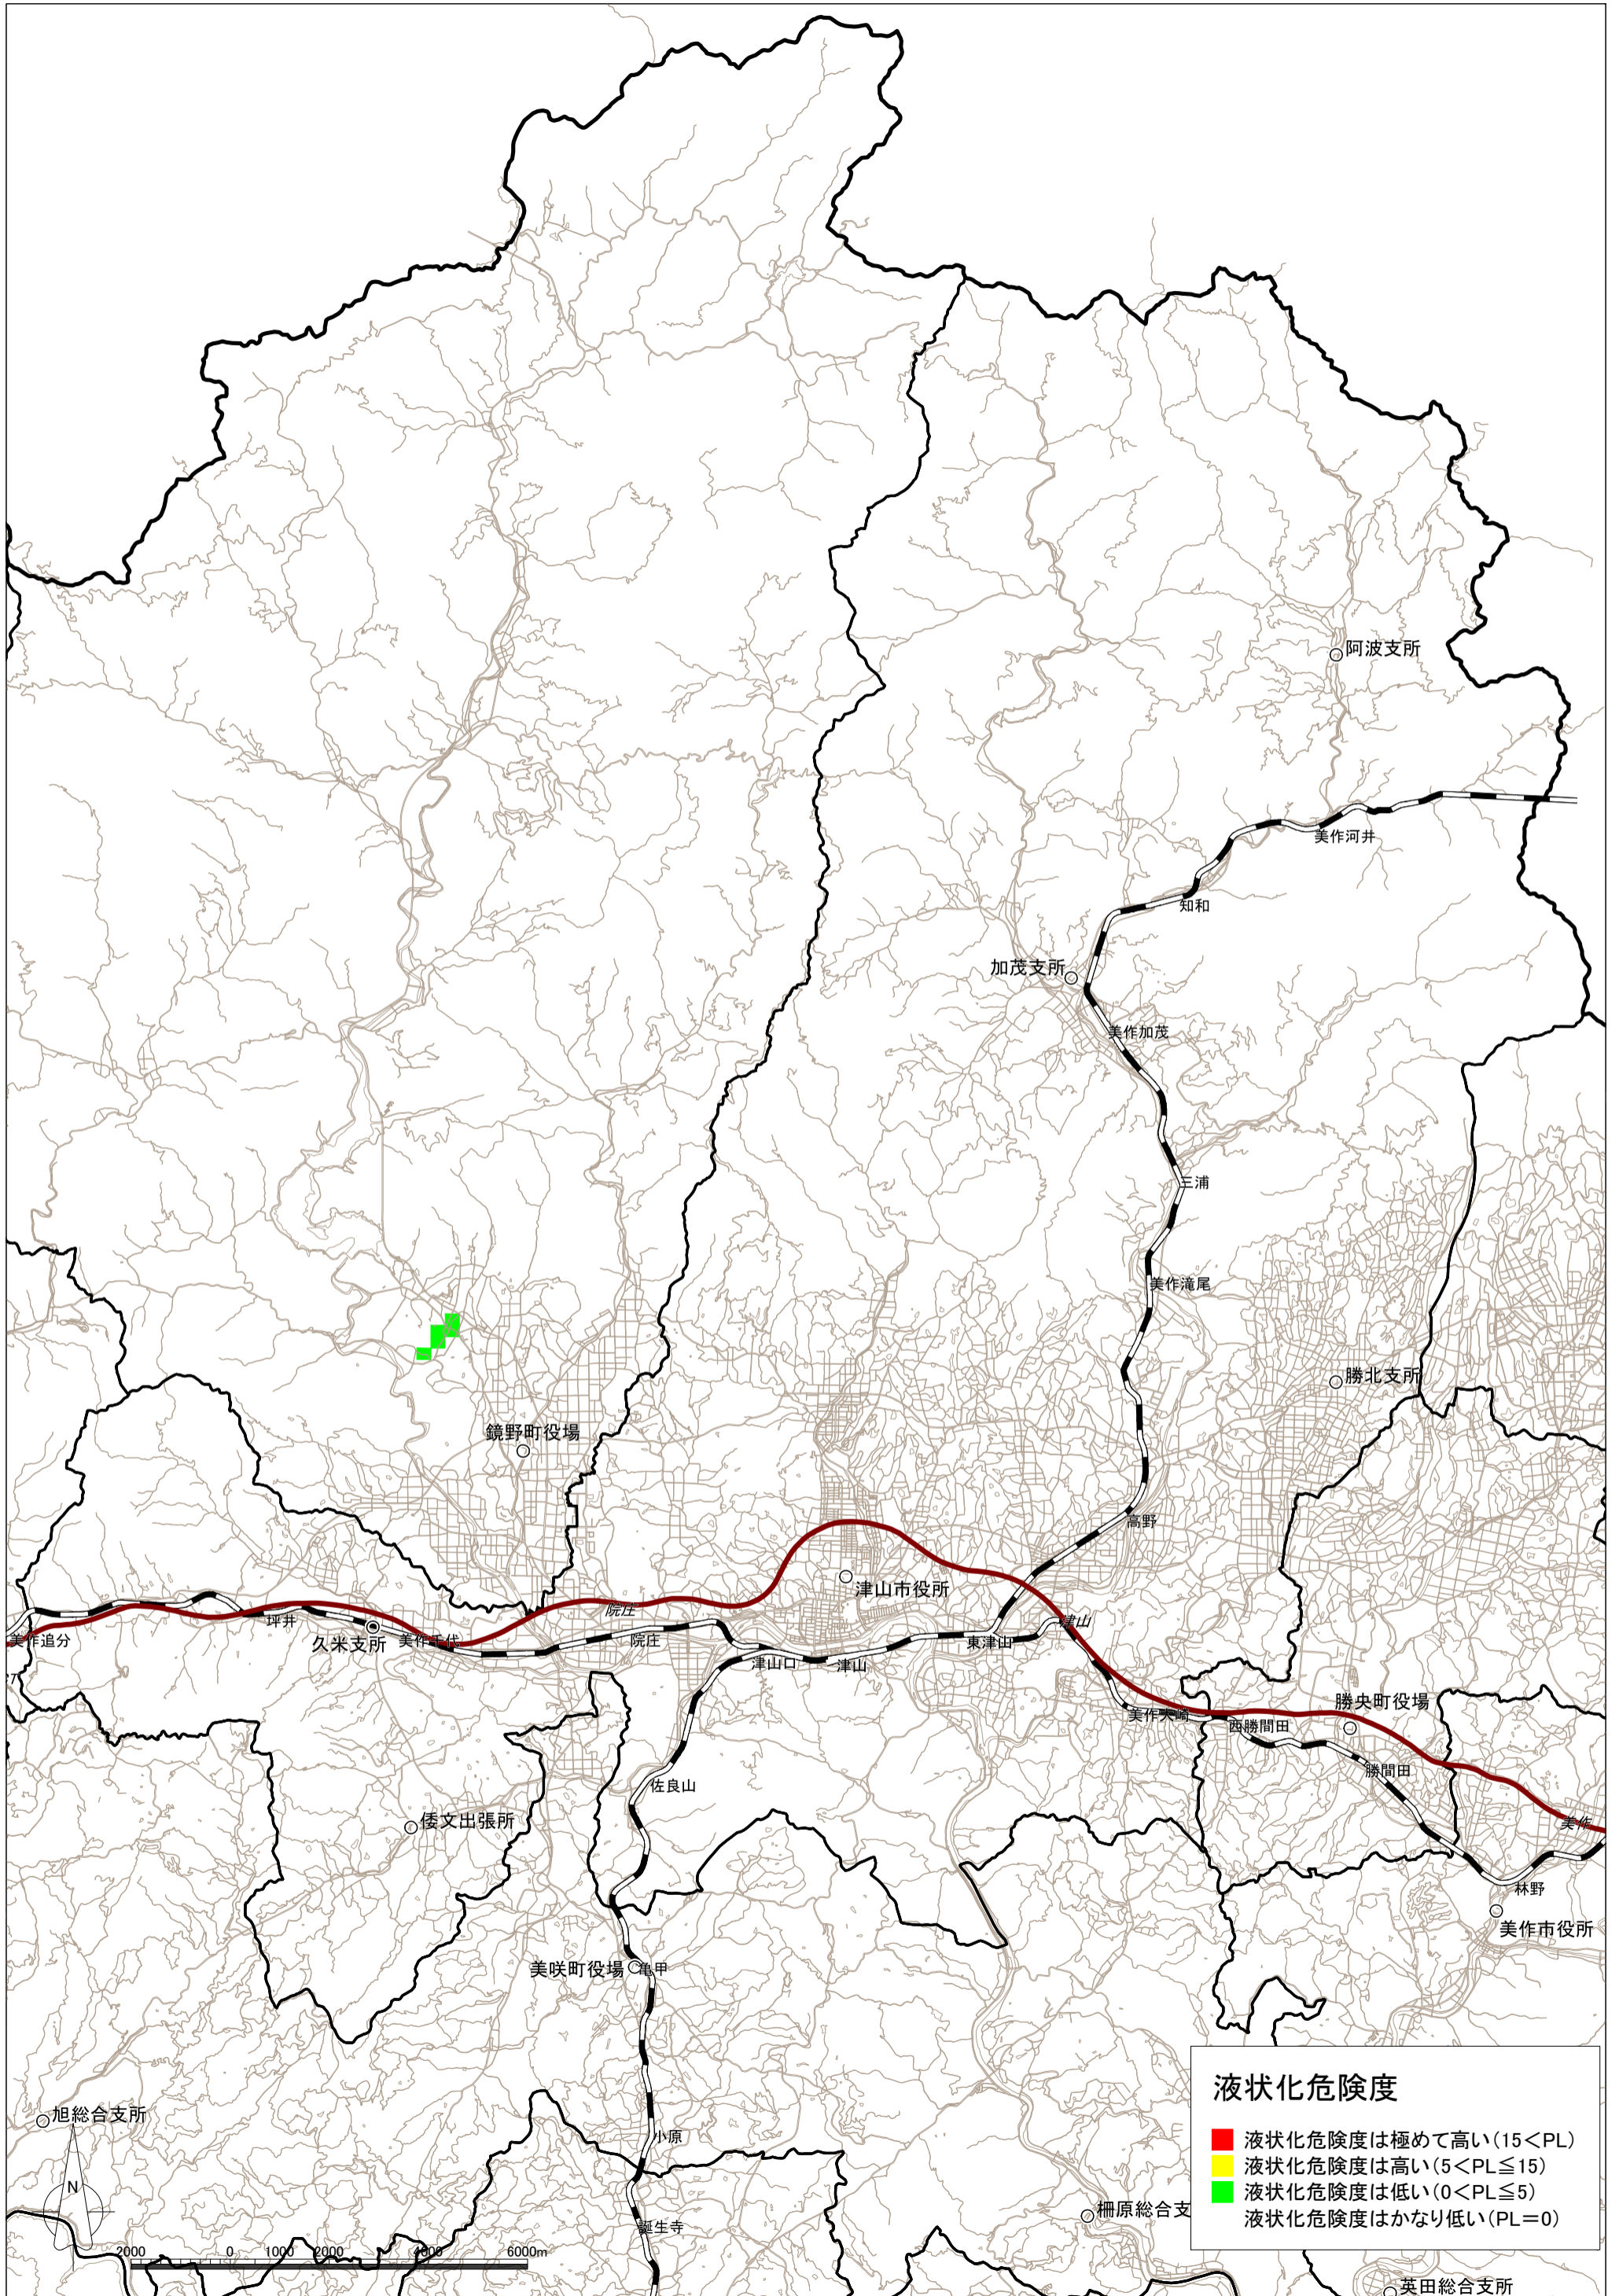 阿波支所
美作河井
知和
加茂支所
美作加茂
三浦
美作滝尾
勝北支所
鏡野町役場
高野
津山市役所
院庄
坪井
久米支所
美作千代
美作追分
院庄
津山口
津山
東津山
津山
美作大崎
西勝間田
勝央町役場
勝間田
佐良山
倭文出張所
美作
林野
美作市役所
美咲町役場
亀甲
旭総合支所
小原
柵原総合支
誕生寺
英田総合支所
N
2000 0 1000 2000 4000 6000m
液状化危険度
液状化危険度は極めて高い(15<PL)
液状化危険度は高い(5<PL≦15)
液状化危険度は低い(0<PL≦5)
液状化危険度はかなり低い(PL=0)